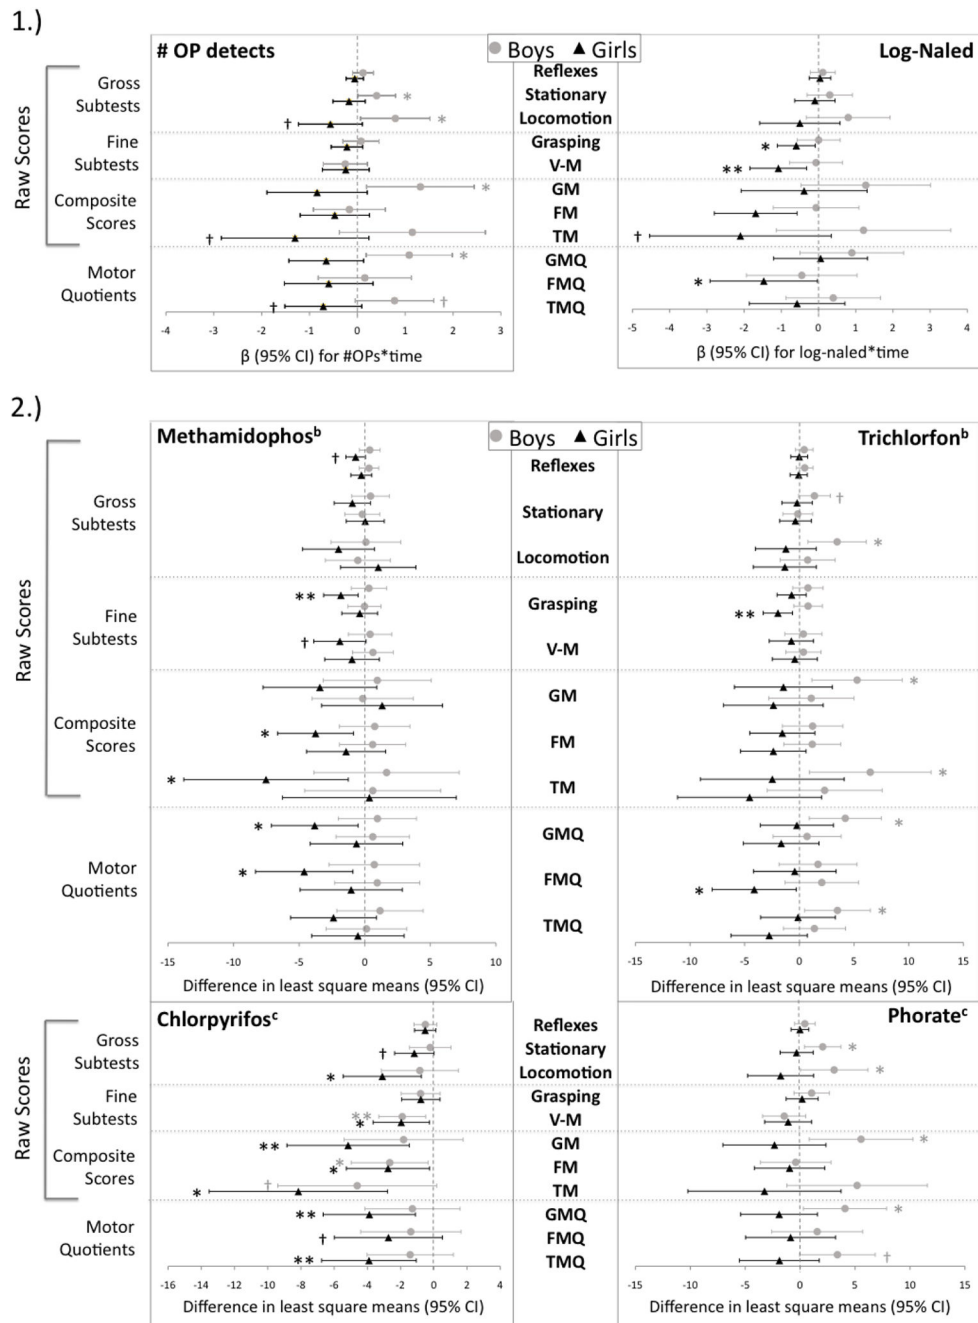 1.)
# OP detects
Boys Girls
Log-Naled
Raw Scores
Gross
Subtests
Fine
Subtests
Composite
Scores
Motor
Quotients
Reflexes
* Stationary
† * Locomotion
Grasping *
V-M **
* GM
FM
† TM †
* GMQ
FMQ *
† † TMQ
-4 -3 -2 -1 0 1 2 3
β (95% CI) for #OPs*time
-5 -4 -3 -2 -1 0 1 2 3 4
β (95% CI) for log-naled*time
2.)
Methamidophosᵇ
Boys Girls
Trichlorfonᵇ
Raw Scores
Gross
Subtests
Fine
Subtests
Composite
Scores
Motor
Quotients
† Reflexes
Stationary †
Locomotion *
** Grasping **
† V-M
GM *
* FM
* TM *
* GMQ *
* FMQ *
TMQ *
-15 -10 -5 0 5 10
Difference in least square means (95% CI)
-15 -10 -5 0 5 10 15
Difference in least square means (95% CI)
Chlorpyrifosᶜ
Phorateᶜ
Raw Scores
Gross
Subtests
Fine
Subtests
Composite
Scores
Motor
Quotients
Reflexes
† Stationary *
* Locomotion *
Grasping
** * V-M
** GM *
* * FM
† * TM
** GMQ *
† FMQ
** TMQ †
-16 -14 -12 -10 -8 -6 -4 -2 0 2 4
Difference in least square means (95% CI)
-15 -10 -5 0 5 10 15
Difference in least square means (95% CI)